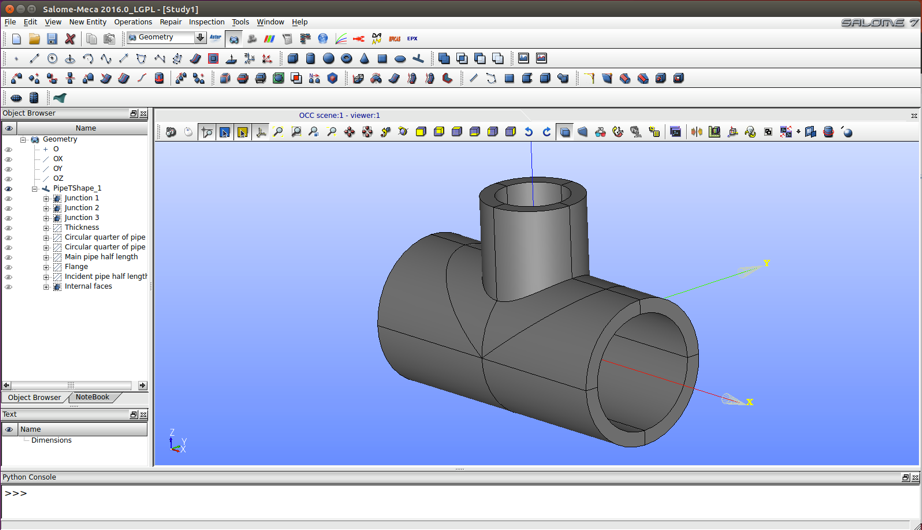 Salome-Meca 2016.0_LGPL - [Study1]
File Edit View New Entity Operations Repair Inspection Tools Window Help
SALOME 7
Geometry
EPX
Object Browser
OCC scene:1 - viewer:1
Name
Geometry
O
OX
OY
OZ
PipeTShape_1
Junction 1
Junction 2
Junction 3
Thickness
Circular quarter of pipe
Circular quarter of pipe
Main pipe half length
Flange
Incident pipe half length
Internal faces
Y
X
Object Browser NoteBook
Text
Name
Dimensions
Z
Y
X
Python Console
>>>